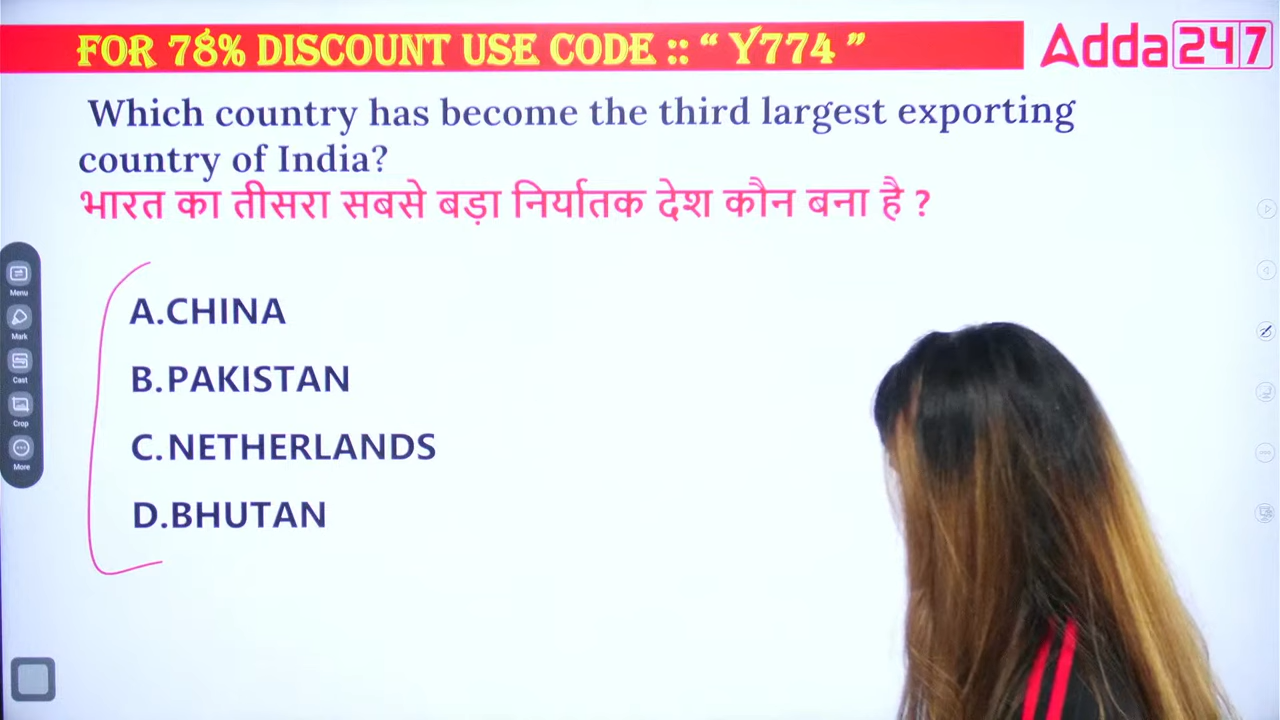 FOR 78% DISCOUNT USE CODE :: “ Y774 ”
Adda247
Which country has become the third largest exporting
country of India?
भारत का तीसरा सबसे बड़ा निर्यातक देश कौन बना है ?
A.CHINA
B.PAKISTAN
C.NETHERLANDS
D.BHUTAN
Menu
Mark
Cast
Crop
More